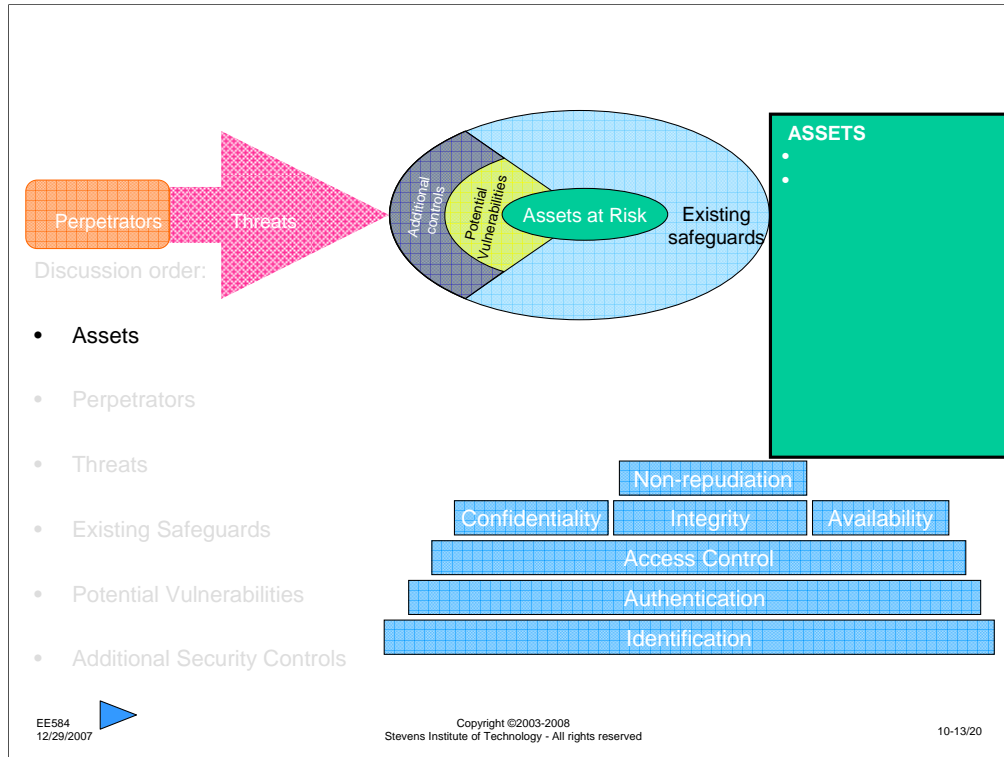 ASSETS
•
•
Perpetrators
Threats
Additional
controls
Potential
Vulnerabilities
Assets at Risk
Existing
safeguards
Discussion order:
• Assets
• Perpetrators
• Threats
• Existing Safeguards
• Potential Vulnerabilities
• Additional Security Controls
Non-repudiation
Confidentiality
Integrity
Availability
Access Control
Authentication
Identification
EE584
12/29/2007
Copyright ©2003-2008
Stevens Institute of Technology - All rights reserved
10-13/20